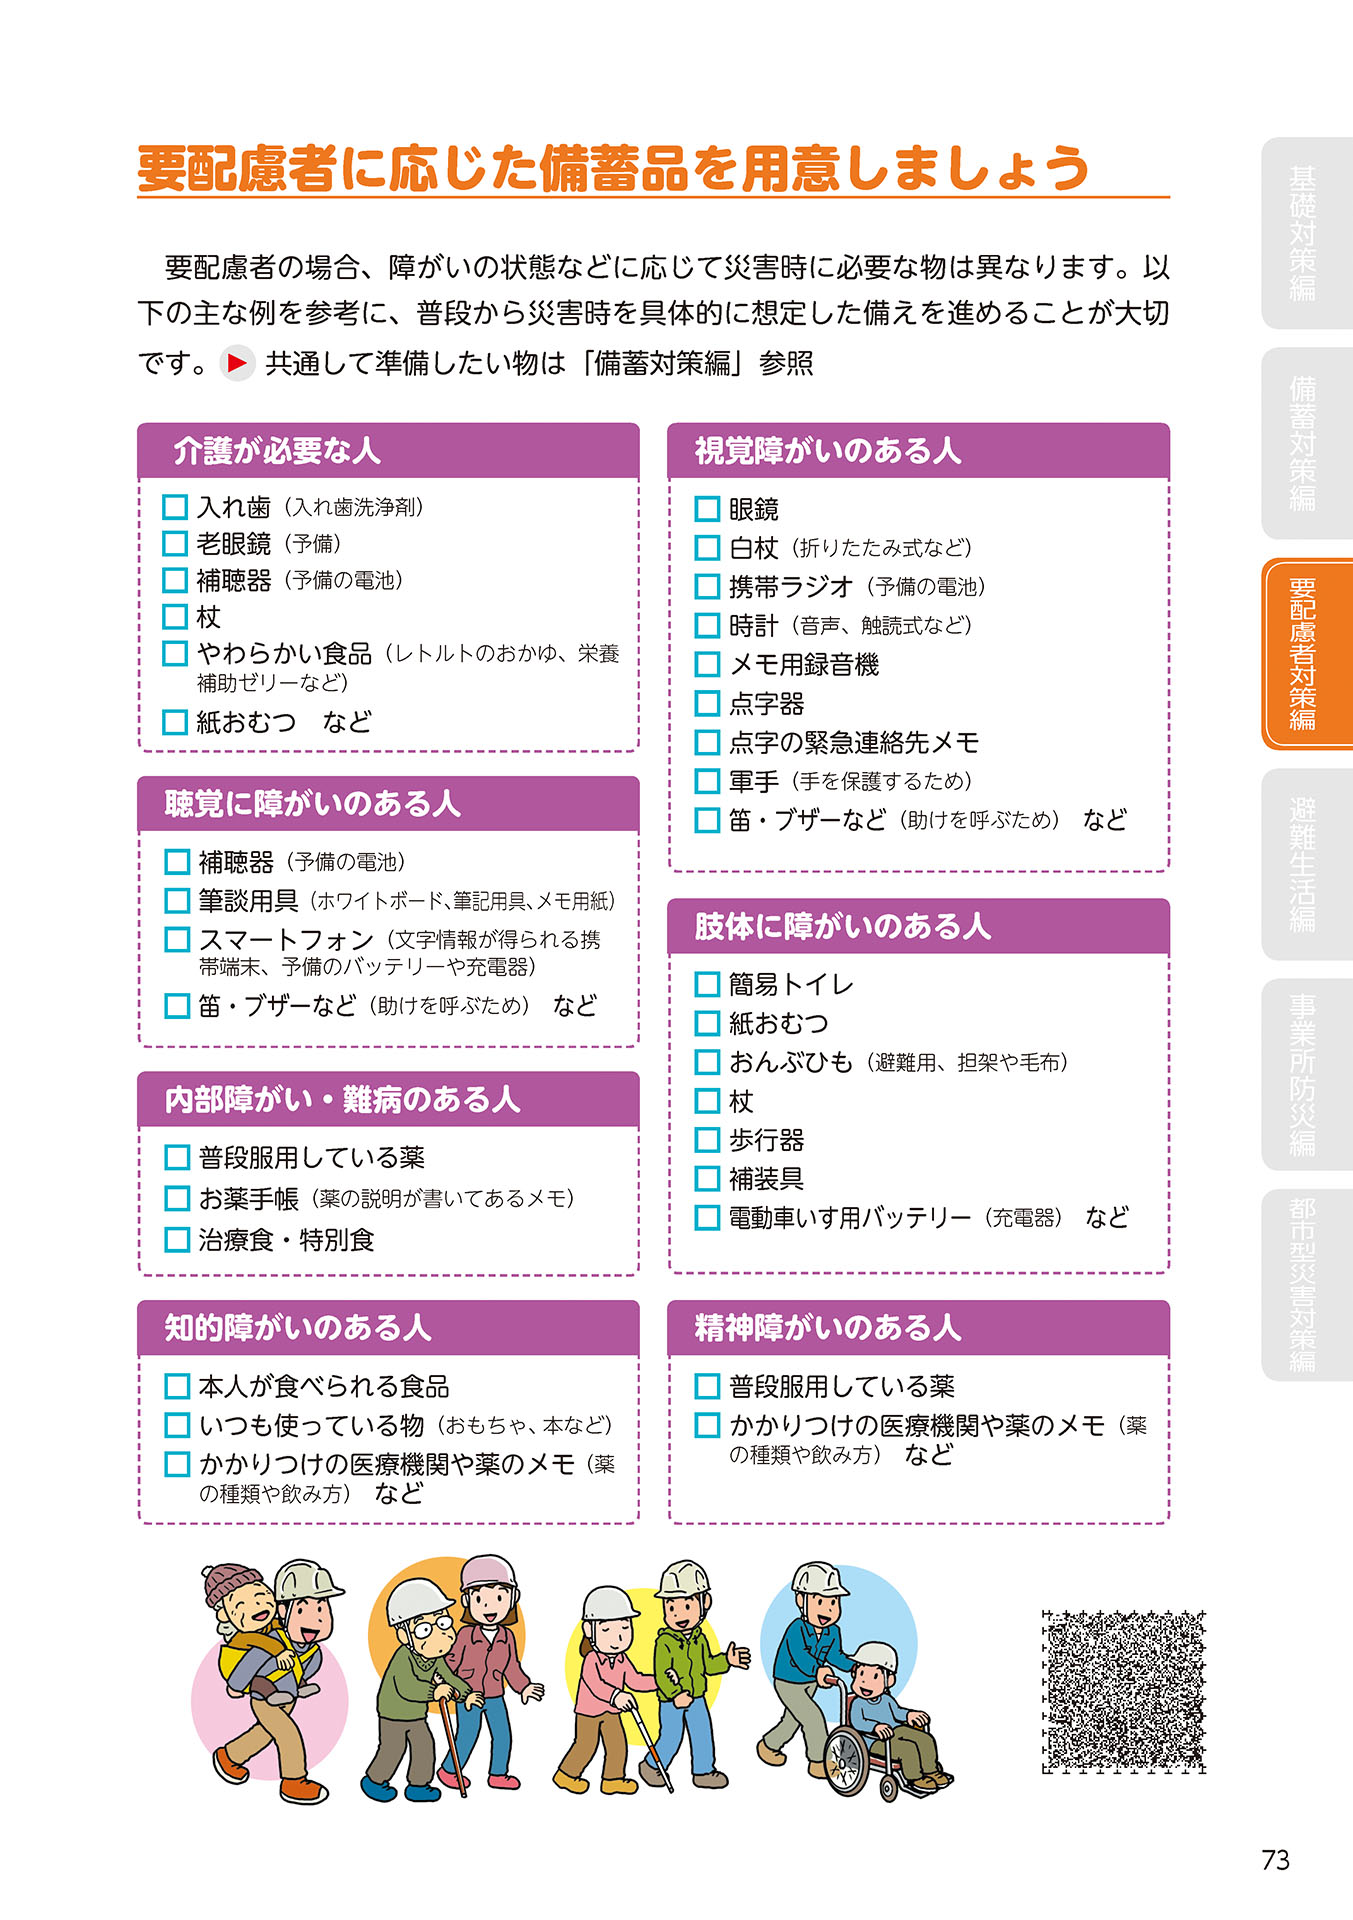 要配慮者に応じた備蓄品を用意しましょう
要配慮者の場合、障がいの状態などに応じて災害時に必要な物は異なります。以
下の主な例を参考に、普段から災害時を具体的に想定した備えを進めることが大切
です。▶ 共通して準備したい物は「備蓄対策編」参照
介護が必要な人
入れ歯（入れ歯洗浄剤）
老眼鏡（予備）
補聴器（予備の電池）
杖
やわらかい食品（レトルトのおかゆ、栄養
補助ゼリーなど）
紙おむつ　など
聴覚に障がいのある人
補聴器（予備の電池）
筆談用具（ホワイトボード、筆記用具、メモ用紙）
スマートフォン（文字情報が得られる携
帯端末、予備のバッテリーや充電器）
笛・ブザーなど（助けを呼ぶため）　など
内部障がい・難病のある人
普段服用している薬
お薬手帳（薬の説明が書いてあるメモ）
治療食・特別食
知的障がいのある人
本人が食べられる食品
いつも使っている物（おもちゃ、本など）
かかりつけの医療機関や薬のメモ（薬
の種類や飲み方）　など
視覚障がいのある人
眼鏡
白杖（折りたたみ式など）
携帯ラジオ（予備の電池）
時計（音声、触読式など）
メモ用録音機
点字器
点字の緊急連絡先メモ
軍手（手を保護するため）
笛・ブザーなど（助けを呼ぶため）　など
肢体に障がいのある人
簡易トイレ
紙おむつ
おんぶひも（避難用、担架や毛布）
杖
歩行器
補装具
電動車いす用バッテリー（充電器）　など
精神障がいのある人
普段服用している薬
かかりつけの医療機関や薬のメモ（薬
の種類や飲み方）　など
基礎対策編
備蓄対策編
要配慮者対策編
避難生活編
事業所防災編
都市型災害対策編
73